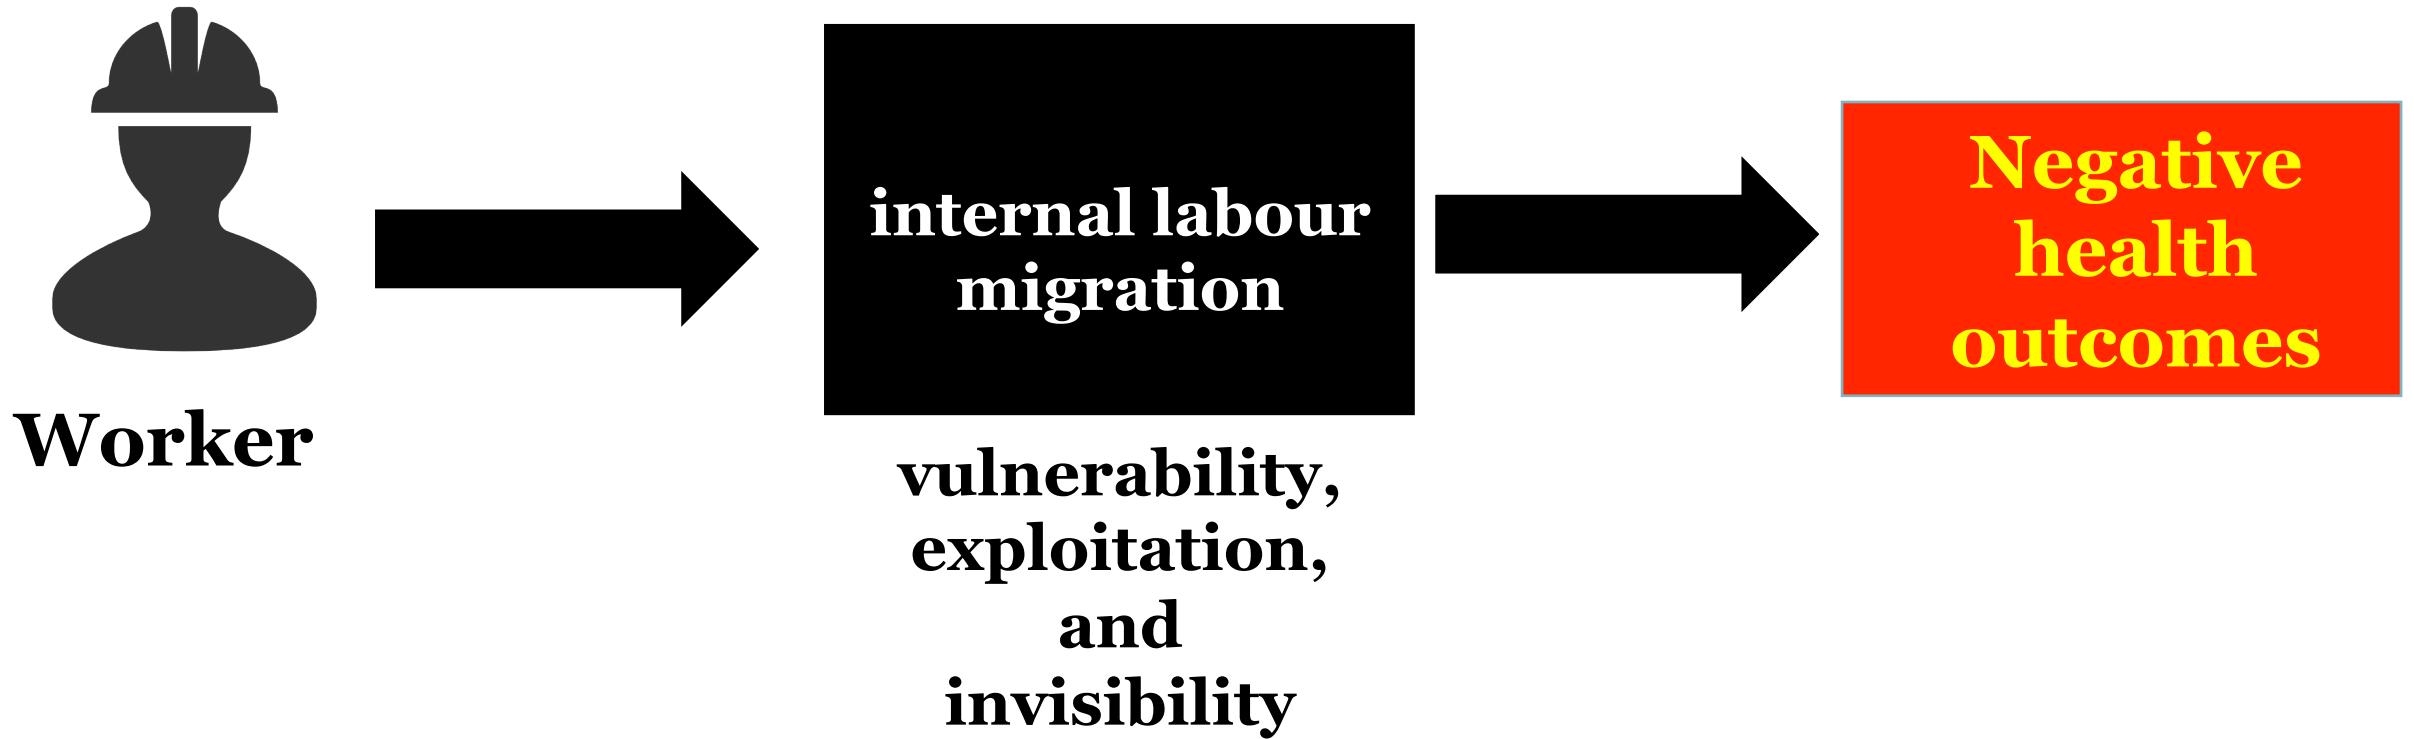 Worker
internal labour
migration
vulnerability,
exploitation,
and
invisibility
Negative
health
outcomes